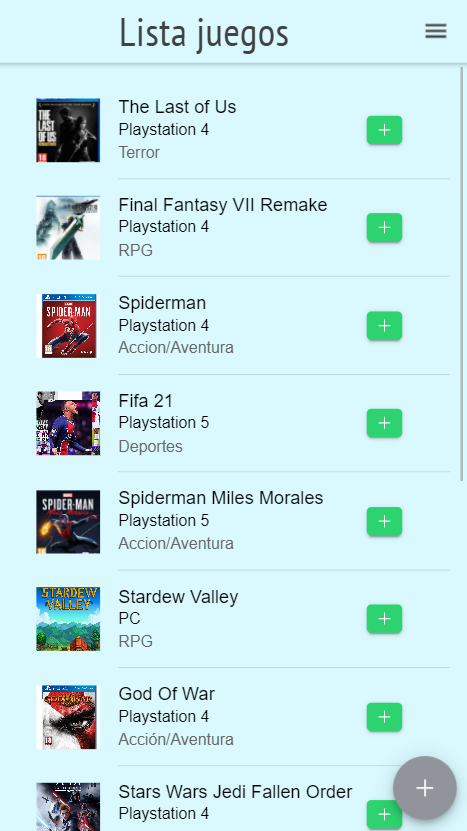 Lista juegos
THE LAST OF US
The Last of Us
Playstation 4
Terror
Final Fantasy VII Remake
Playstation 4
RPG
SPIDER-MAN
Spiderman
Playstation 4
Accion/Aventura
Fifa 21
Playstation 5
Deportes
SPIDER-MAN
Spiderman Miles Morales
Playstation 5
Accion/Aventura
STARDEW
VALLEY
Stardew Valley
PC
RPG
God Of War
Playstation 4
Acción/Aventura
Stars Wars Jedi Fallen Order
Playstation 4